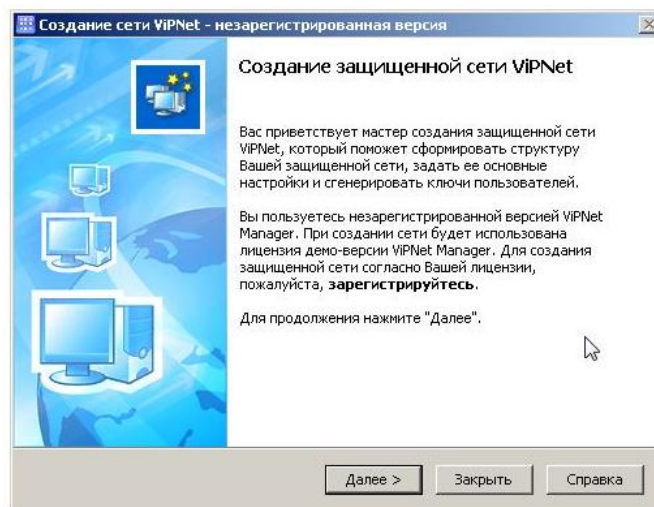 Создание сети ViPNet - незарегистрированная версия
Создание защищенной сети ViPNet
Вас приветствует мастер создания защищенной сети
ViPNet, который поможет сформировать структуру
Вашей защищенной сети, задать ее основные
настройки и сгенерировать ключи пользователей.
Вы пользуетесь незарегистрированной версией ViPNet
Manager. При создании сети будет использована
лицензия демо-версии ViPNet Manager. Для создания
защищенной сети согласно Вашей лицензии,
пожалуйста, зарегистрируйтесь.
Для продолжения нажмите "Далее".
Далее >
Закрыть
Справка